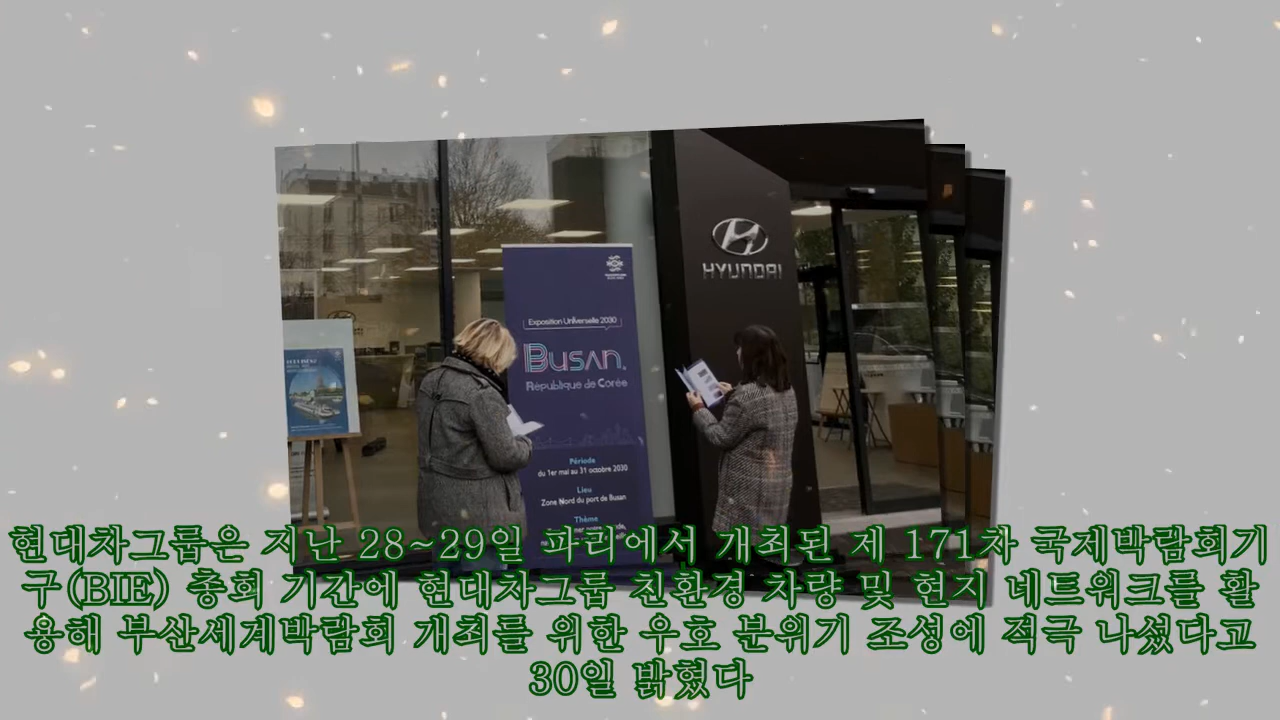 HYUNDAI
Exposition Universelle 2030
Busan,
République de Corée
Période
du 1er mai au 31 octobre 2030
Lieu
Zone Nord du port de Busan
Thème
현대차그룹은 지난 28~29일 파리에서 개최된 제 171차 국제박람회기
구(BIE) 총회 기간에 현대차그룹 친환경 차량 및 현지 네트워크를 활
용해 부산세계박람회 개최를 위한 우호 분위기 조성에 적극 나섰다고
30일 밝혔다